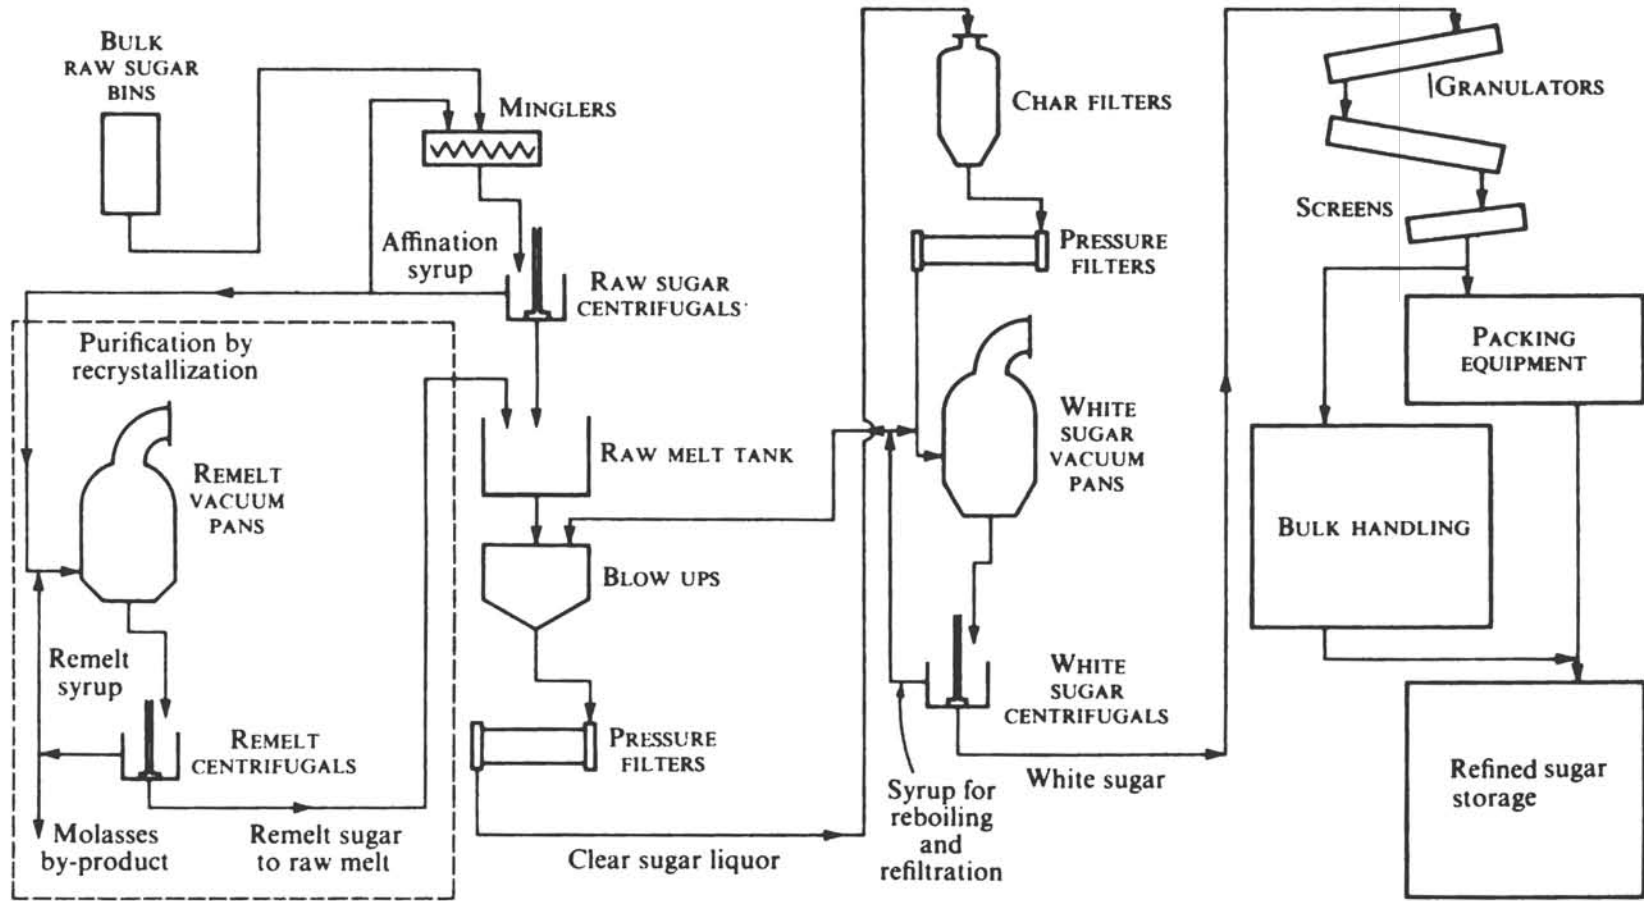 BULK
RAW SUGAR
BINS
MINGLERS
Affination
syrup
RAW SUGAR
CENTRIFUGALS
Purification by
recrystallization
REMELT
VACUUM
PANS
Remelt
syrup
REMELT
CENTRIFUGALS
Molasses
by-product
Remelt sugar
to raw melt
RAW MELT TANK
BLOW UPS
PRESSURE
FILTERS
Clear sugar liquor
CHAR FILTERS
PRESSURE
FILTERS
WHITE
SUGAR
VACUUM
PANS
WHITE
SUGAR
CENTRIFUGALS
Syrup for
reboiling
and
refiltration
White sugar
GRANULATORS
SCREENS
PACKING
EQUIPMENT
BULK HANDLING
Refined sugar
storage